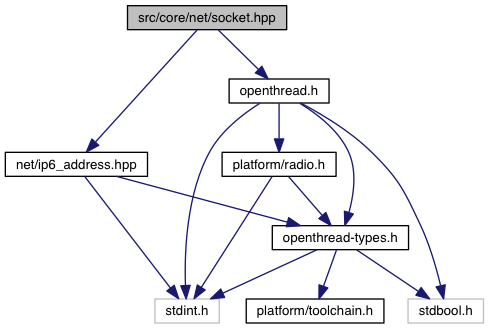 src/core/net/socket.hpp
openthread.h
net/ip6_address.hpp
platform/radio.h
openthread-types.h
stdint.h
platform/toolchain.h
stdbool.h